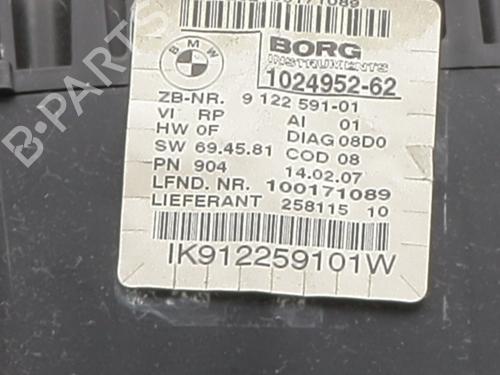 100171089
B-PARTS
BMW
BORG
INSTRUMENTS
1024952-62
ZB-NR. 9 122 591-01
VI RP AI 01
HW 0F DIAG 08D0
SW 69.45.81 COD 08
PN 904 14.02.07
LFND. NR. 100171089
LIEFERANT 258115 10
IK912259101W